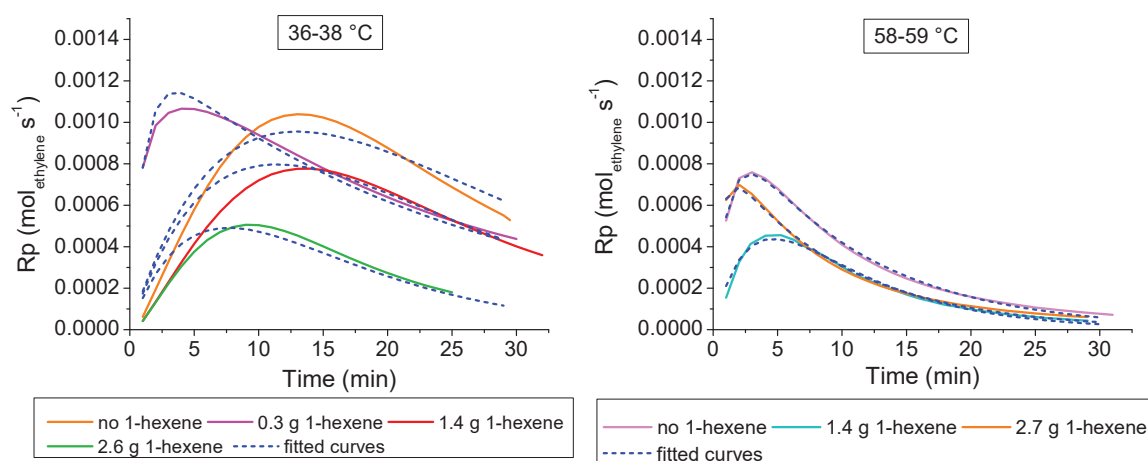 36-38 °C
0.0014
0.0012
0.0010
0.0008
0.0006
0.0004
0.0002
0.0000
Rp (mol_ethylene s⁻¹)
0 5 10 15 20 25 30
Time (min)
no 1-hexene 0.3 g 1-hexene 1.4 g 1-hexene
2.6 g 1-hexene fitted curves
58-59 °C
0.0014
0.0012
0.0010
0.0008
0.0006
0.0004
0.0002
0.0000
Rp (mol_ethylene s⁻¹)
0 5 10 15 20 25 30
Time (min)
no 1-hexene 1.4 g 1-hexene 2.7 g 1-hexene
fitted curves